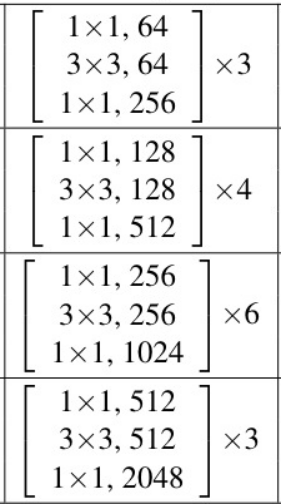 1×1, 64
3×3, 64 ×3
1×1, 256
1×1, 128
3×3, 128 ×4
1×1, 512
1×1, 256
3×3, 256 ×6
1×1, 1024
1×1, 512
3×3, 512 ×3
1×1, 2048